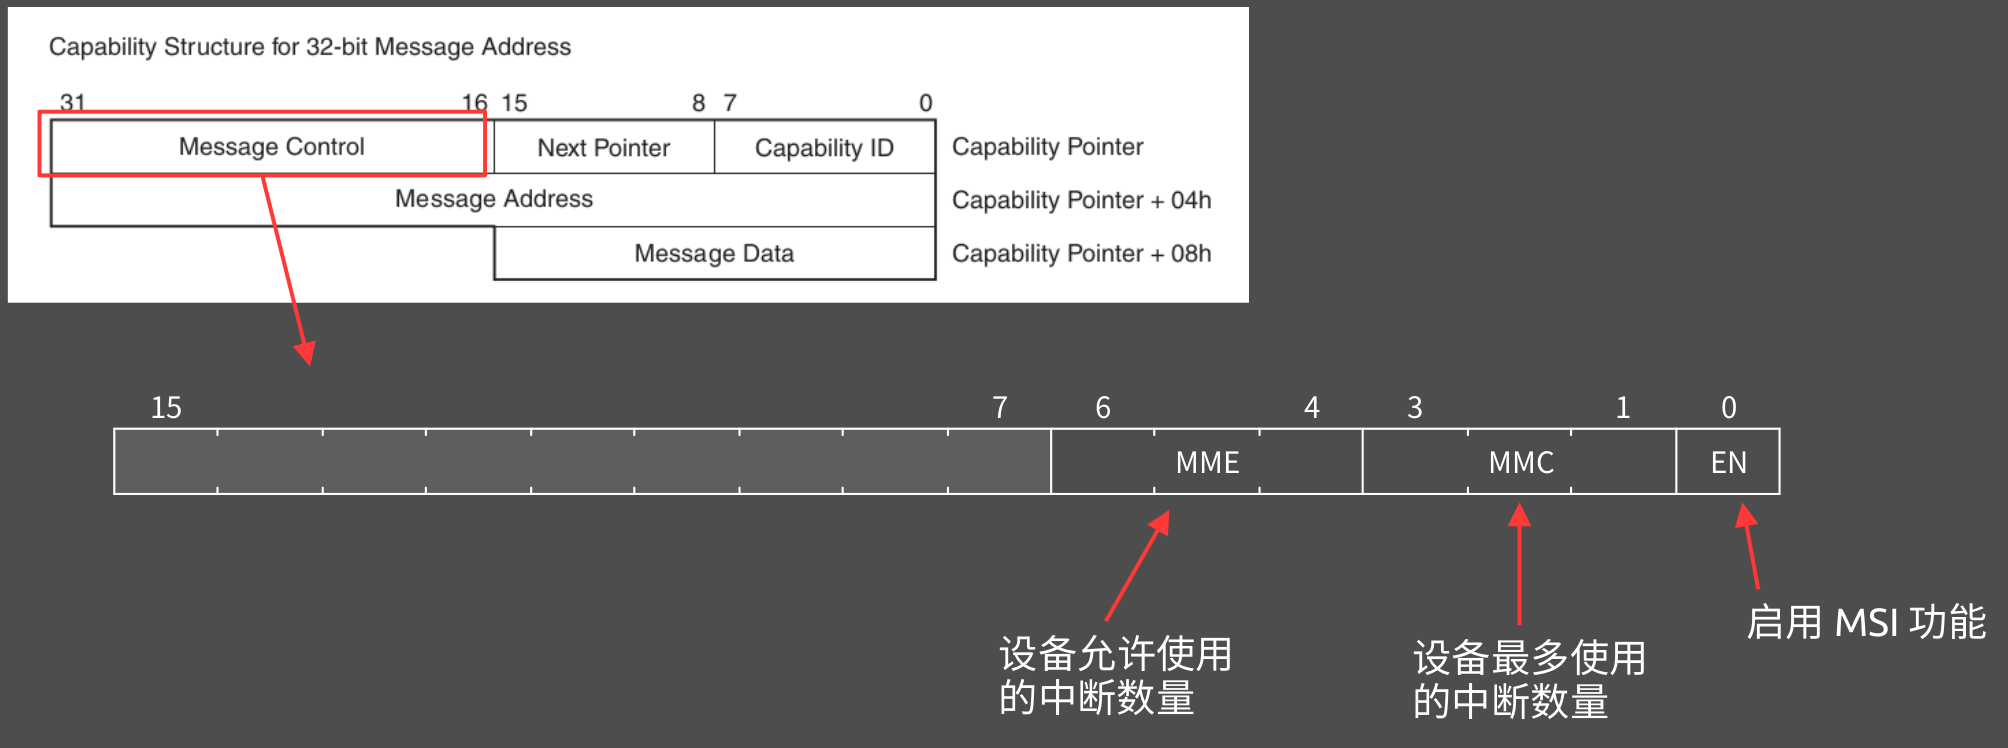 Capability Structure for 32-bit Message Address
31 16 15 8 7 0
Message Control Next Pointer Capability ID Capability Pointer
Message Address Capability Pointer + 04h
Message Data Capability Pointer + 08h
15 7 6 4 3 1 0
MME MMC EN
设备允许使用
的中断数量
设备最多使用
的中断数量
启用 MSI 功能